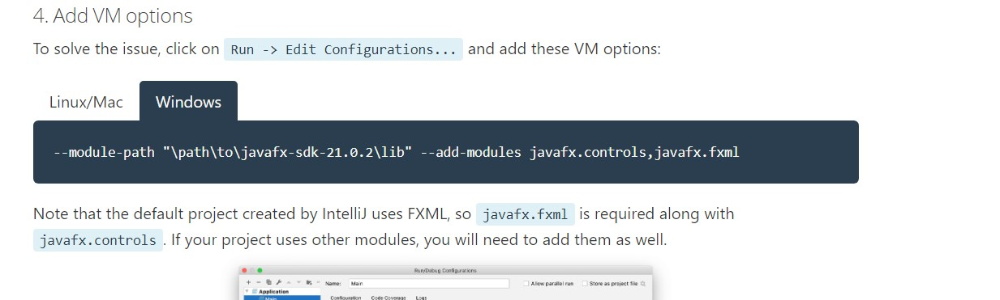 4. Add VM options
To solve the issue, click on Run -> Edit Configurations... and add these VM options:
Linux/Mac Windows
--module-path "\path\to\javafx-sdk-21.0.2\lib" --add-modules javafx.controls,javafx.fxml
Note that the default project created by IntelliJ uses FXML, so javafx.fxml is required along with
javafx.controls. If your project uses other modules, you will need to add them as well.
Run/Debug Configurations
Name: Main Allow parallel run Store as project file
Application
Main
Configuration Code Coverage Logs